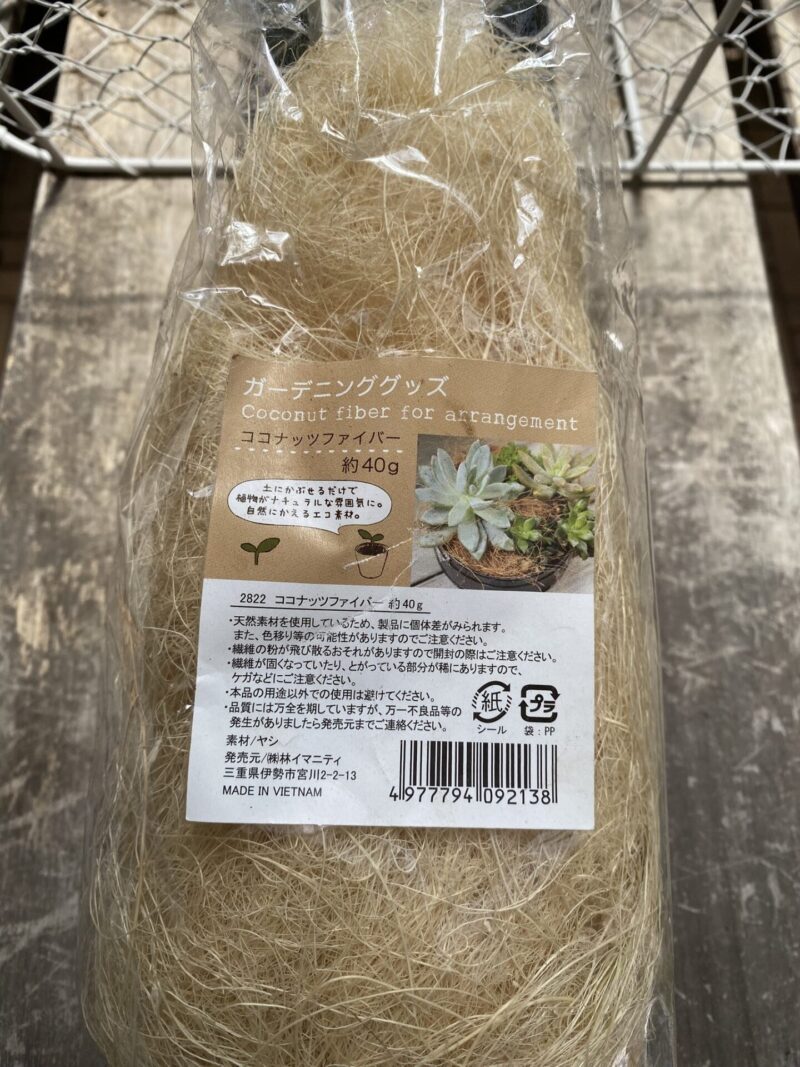 ガーデニンググッズ
Coconut fiber for arrangement
ココナッツファイバー
約40g
土にかぶせるだけで
植物がナチュラルな雰囲気に。
自然にかえるエコ素材。
2822 ココナッツファイバー 約40g
・天然素材を使用しているため、製品に個体差がみられます。
また、色移り等の可能性がありますのでご注意ください。
・繊維の粉が飛び散るおそれがありますので開封の際はご注意ください。
・繊維が固くなっていたり、とがっている部分が稀にありますので、
ケガなどにご注意ください。
・本品の用途以外での使用は避けてください。
・品質には万全を期していますが、万一不良品等の
発生がありましたら発売元までご連絡ください。
紙
シール
プラ
袋:PP
素材/ヤシ
発売元/㈱林イマニティ
三重県伊勢市宮川2-2-13
MADE IN VIETNAM
4977794 092138